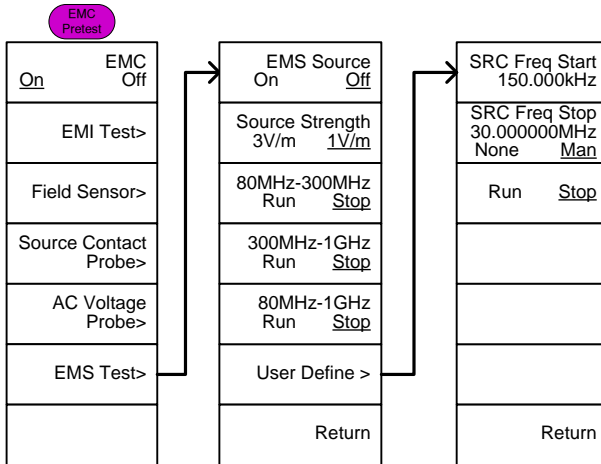 EMC
Pretest
EMC
On Off
EMI Test>
Field Sensor>
Source Contact
Probe>
AC Voltage
Probe>
EMS Test>
EMS Source
On Off
Source Strength
3V/m 1V/m
80MHz-300MHz
Run Stop
300MHz-1GHz
Run Stop
80MHz-1GHz
Run Stop
User Define >
Return
SRC Freq Start
150.000kHz
SRC Freq Stop
30.000000MHz
None Man
Run Stop
Return